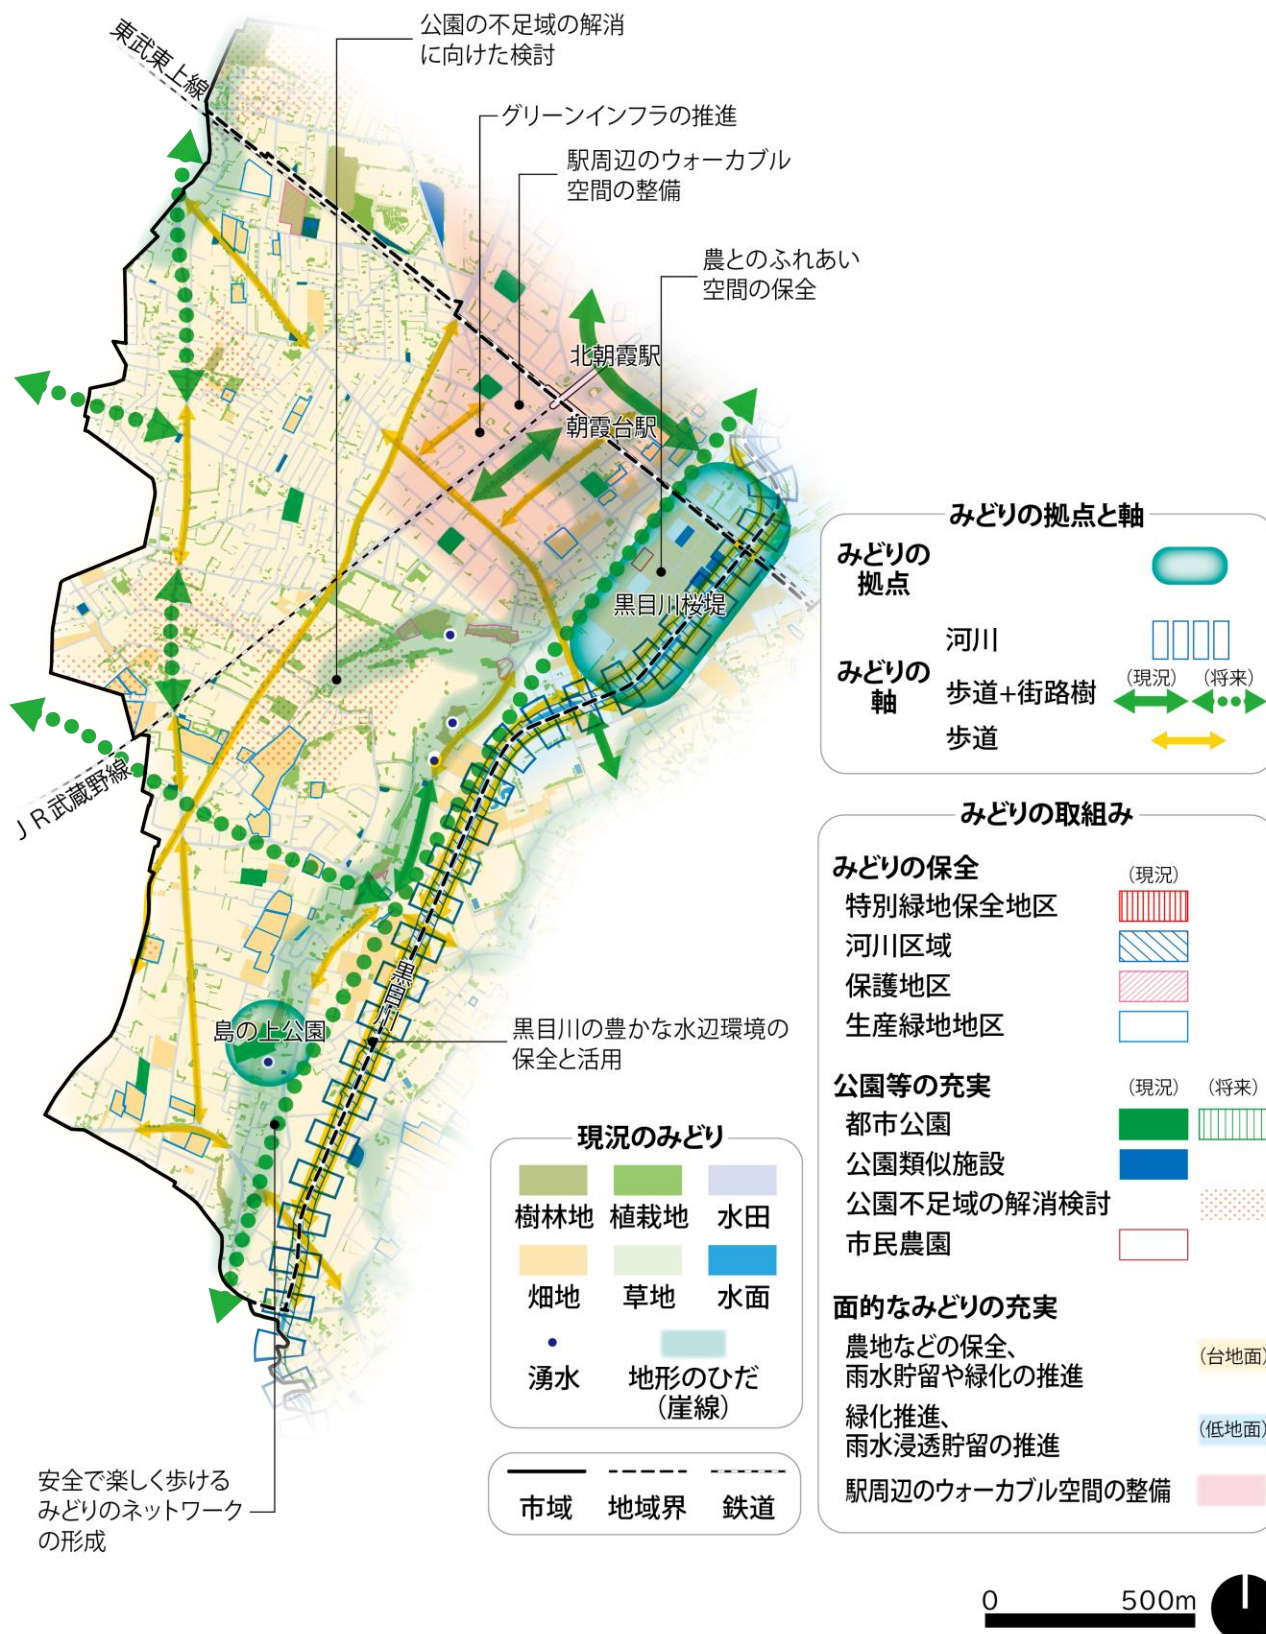 公園の不足域の解消
に向けた検討
東武東上線
グリーンインフラの推進
駅周辺のウォーカブル
空間の整備
農とのふれあい
空間の保全
北朝霞駅
朝霞台駅
黒目川桜堤
JR武蔵野線
黒目川
島の上公園
黒目川の豊かな水辺環境の
保全と活用
安全で楽しく歩ける
みどりのネットワーク
の形成
みどりの拠点と軸
みどりの
拠点
みどりの
軸
河川
(現況) (将来)
歩道+街路樹
歩道
みどりの取組み
みどりの保全
(現況)
特別緑地保全地区
河川区域
保護地区
生産緑地地区
公園等の充実
(現況) (将来)
都市公園
公園類似施設
公園不足域の解消検討
市民農園
面的なみどりの充実
農地などの保全、
雨水貯留や緑化の推進
(台地面)
緑化推進、
雨水浸透貯留の推進
(低地面)
駅周辺のウォーカブル空間の整備
現況のみどり
樹林地 植栽地 水田
畑地 草地 水面
湧水 地形のひだ
(崖線)
市域 地域界 鉄道
0 500m